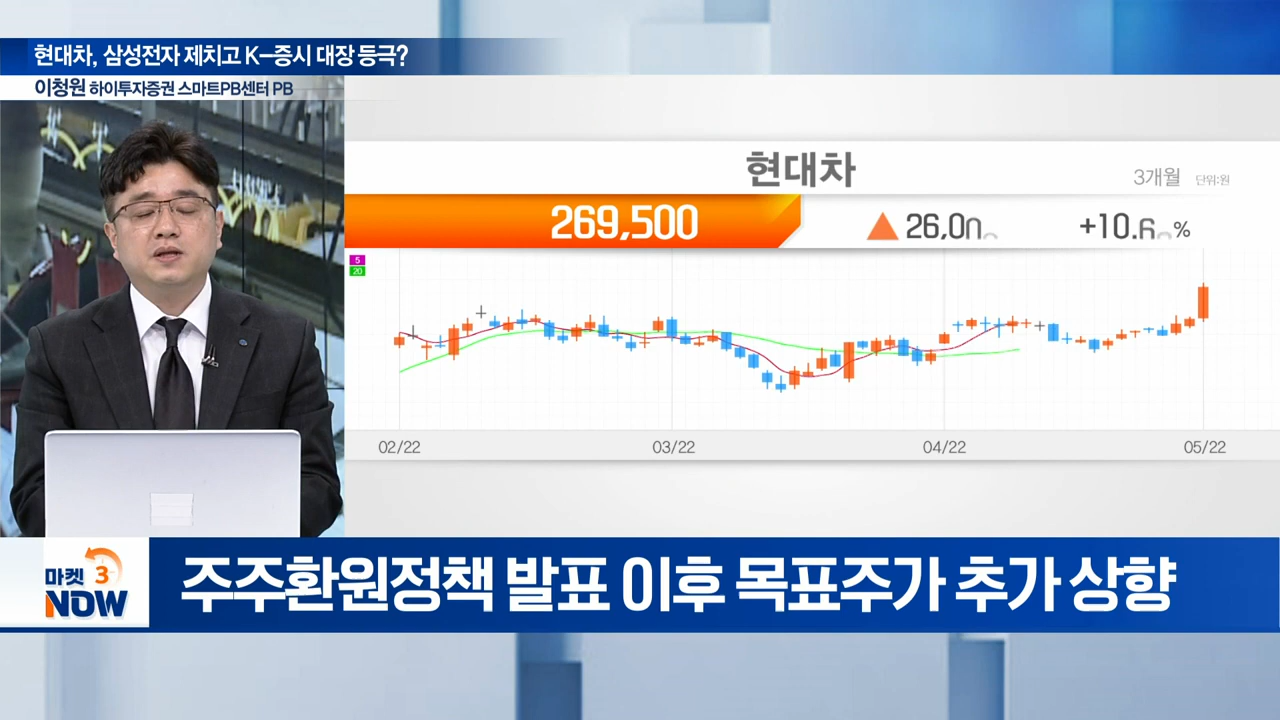 현대차, 삼성전자 제치고 K-증시 대장 등극?
이청원 하이투자증권 스마트PB센터 PB
현대차
3개월 단위:원
269,500 ▲ 26,00 +10.6 %
5
20
02/22 03/22 04/22 05/22
마켓 3
NOW
주주환원정책 발표 이후 목표주가 추가 상향